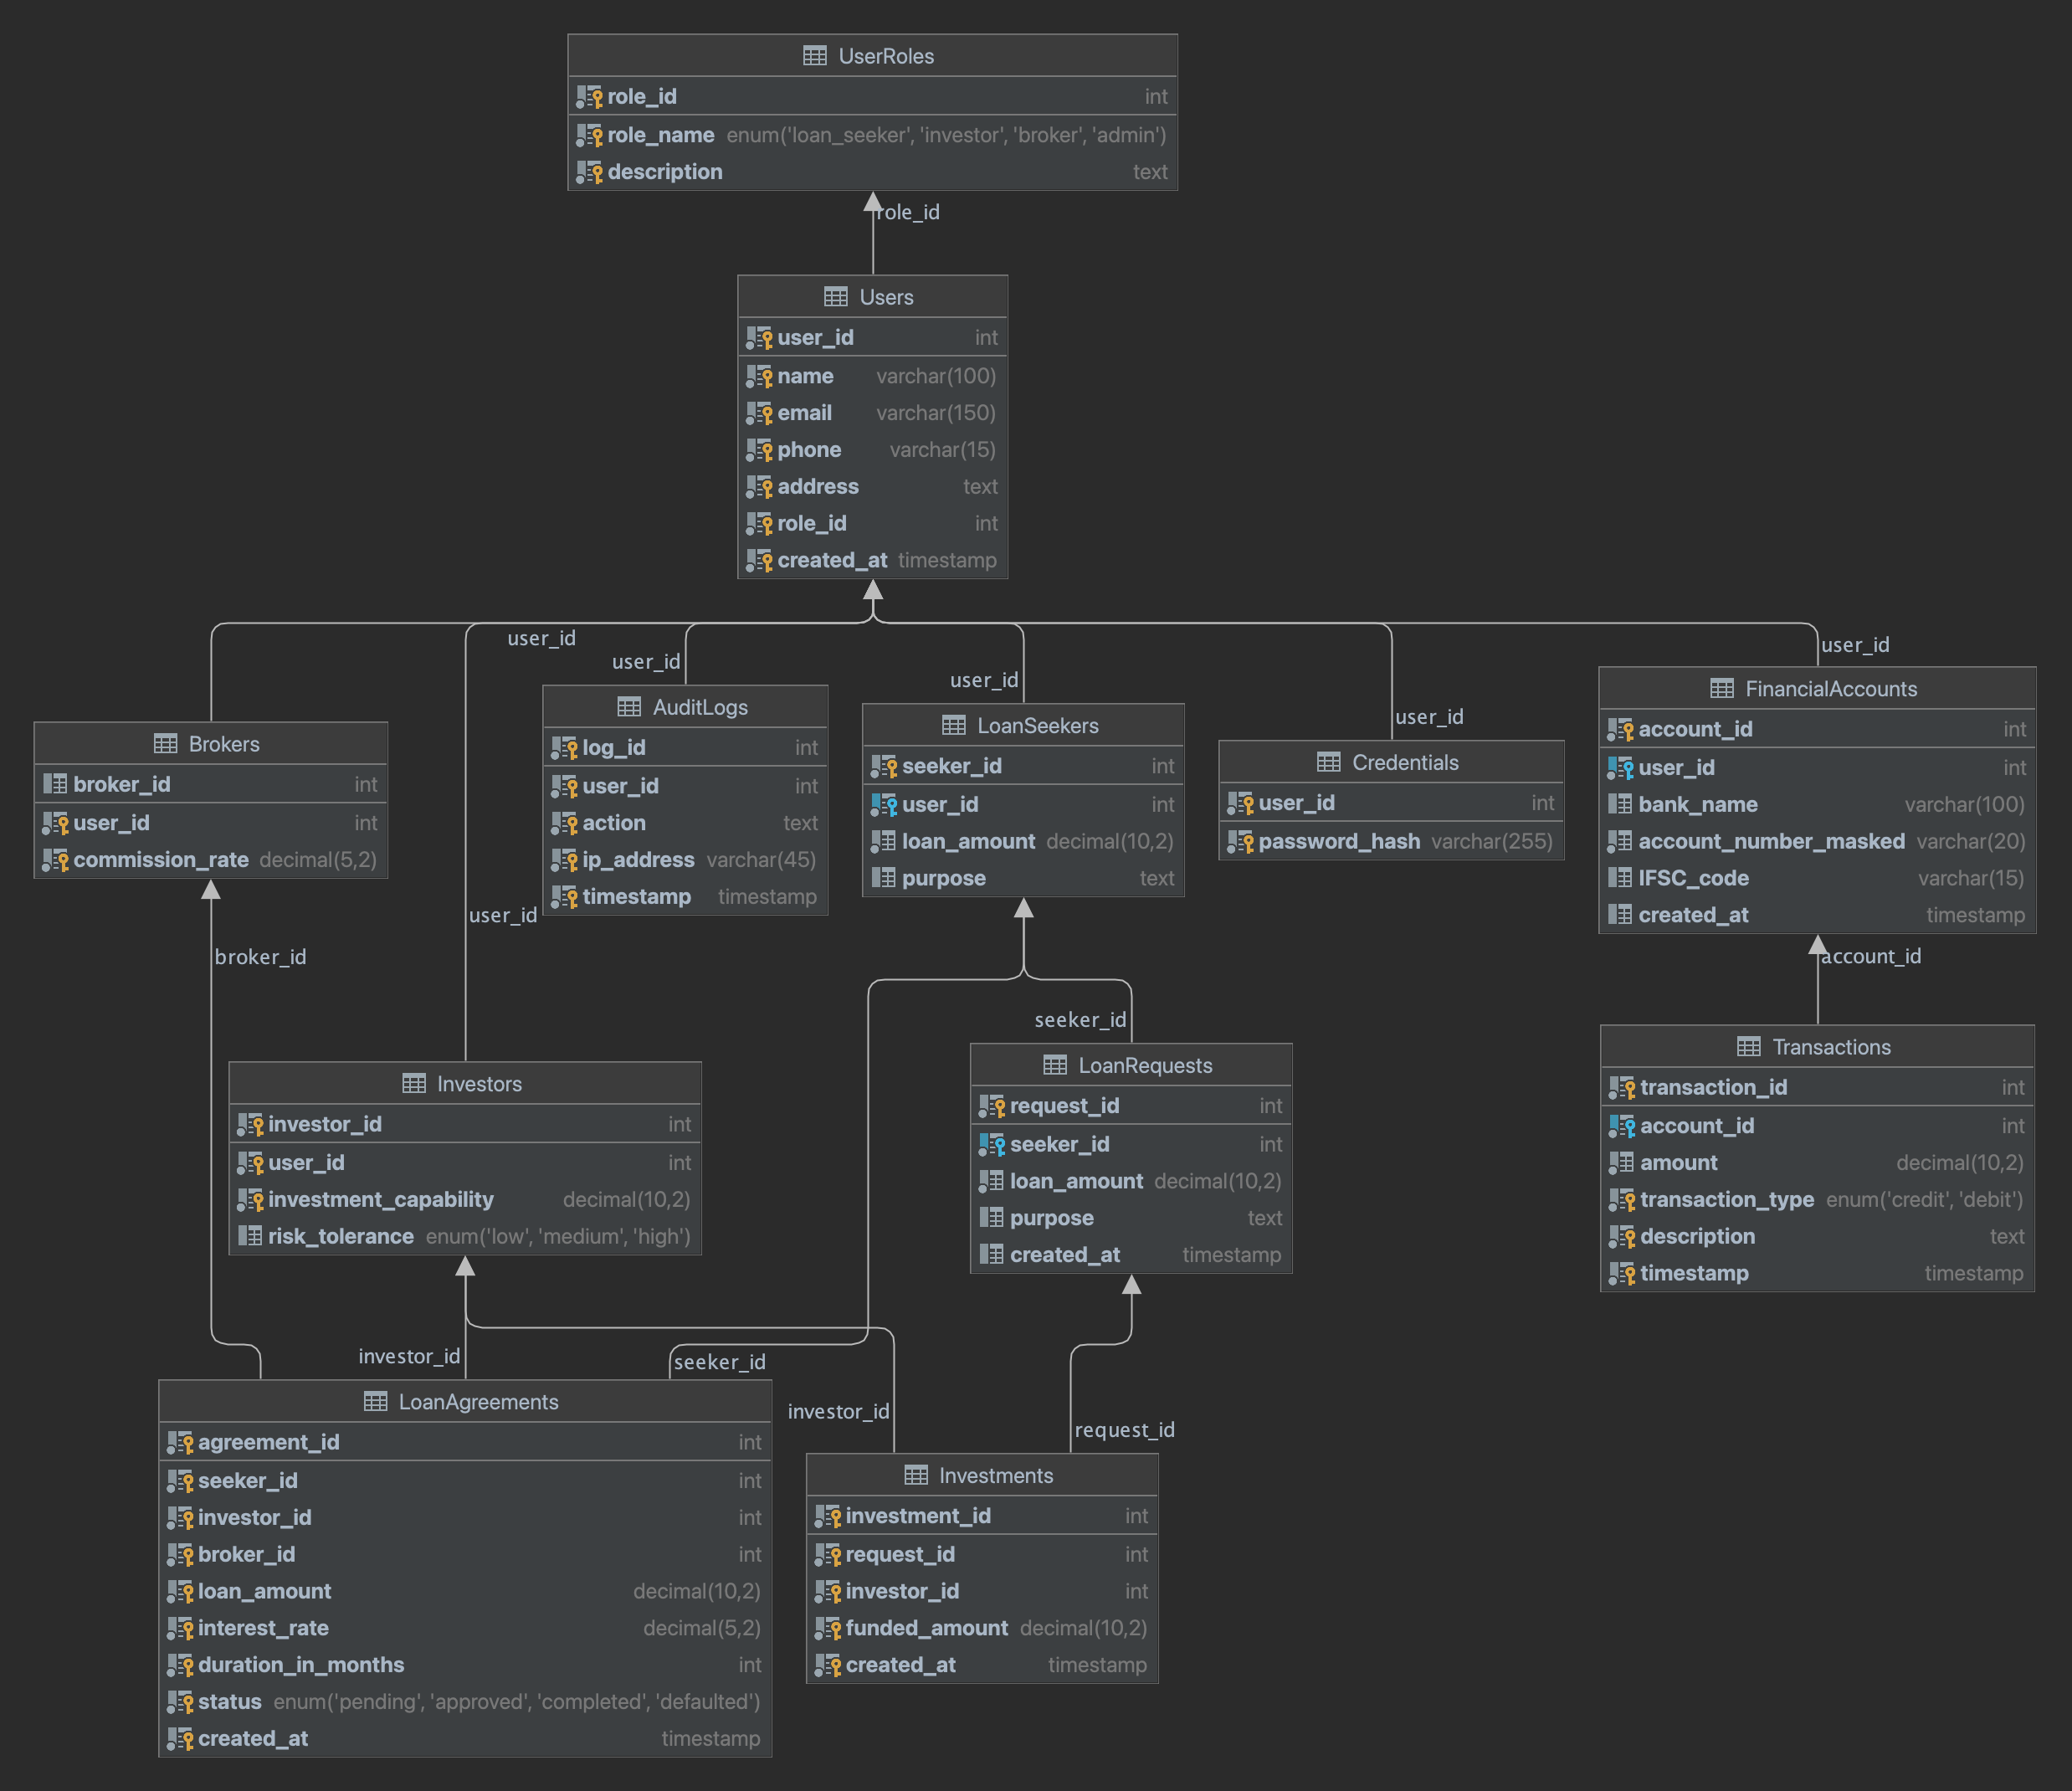 UserRoles
role_id int
role_name enum('loan_seeker', 'investor', 'broker', 'admin')
description text
role_id
Users
user_id int
name varchar(100)
email varchar(150)
phone varchar(15)
address text
role_id int
created_at timestamp
user_id
user_id
user_id
user_id
user_id
user_id
Brokers
broker_id int
user_id int
commission_rate decimal(5,2)
AuditLogs
log_id int
user_id int
action text
ip_address varchar(45)
timestamp timestamp
LoanSeekers
seeker_id int
user_id int
loan_amount decimal(10,2)
purpose text
Credentials
user_id int
password_hash varchar(255)
FinancialAccounts
account_id int
user_id int
bank_name varchar(100)
account_number_masked varchar(20)
IFSC_code varchar(15)
created_at timestamp
broker_id
account_id
seeker_id
Investors
investor_id int
user_id int
investment_capability decimal(10,2)
risk_tolerance enum('low', 'medium', 'high')
LoanRequests
request_id int
seeker_id int
loan_amount decimal(10,2)
purpose text
created_at timestamp
Transactions
transaction_id int
account_id int
amount decimal(10,2)
transaction_type enum('credit', 'debit')
description text
timestamp timestamp
investor_id
seeker_id
investor_id
request_id
LoanAgreements
agreement_id int
seeker_id int
investor_id int
broker_id int
loan_amount decimal(10,2)
interest_rate decimal(5,2)
duration_in_months int
status enum('pending', 'approved', 'completed', 'defaulted')
created_at timestamp
Investments
investment_id int
request_id int
investor_id int
funded_amount decimal(10,2)
created_at timestamp